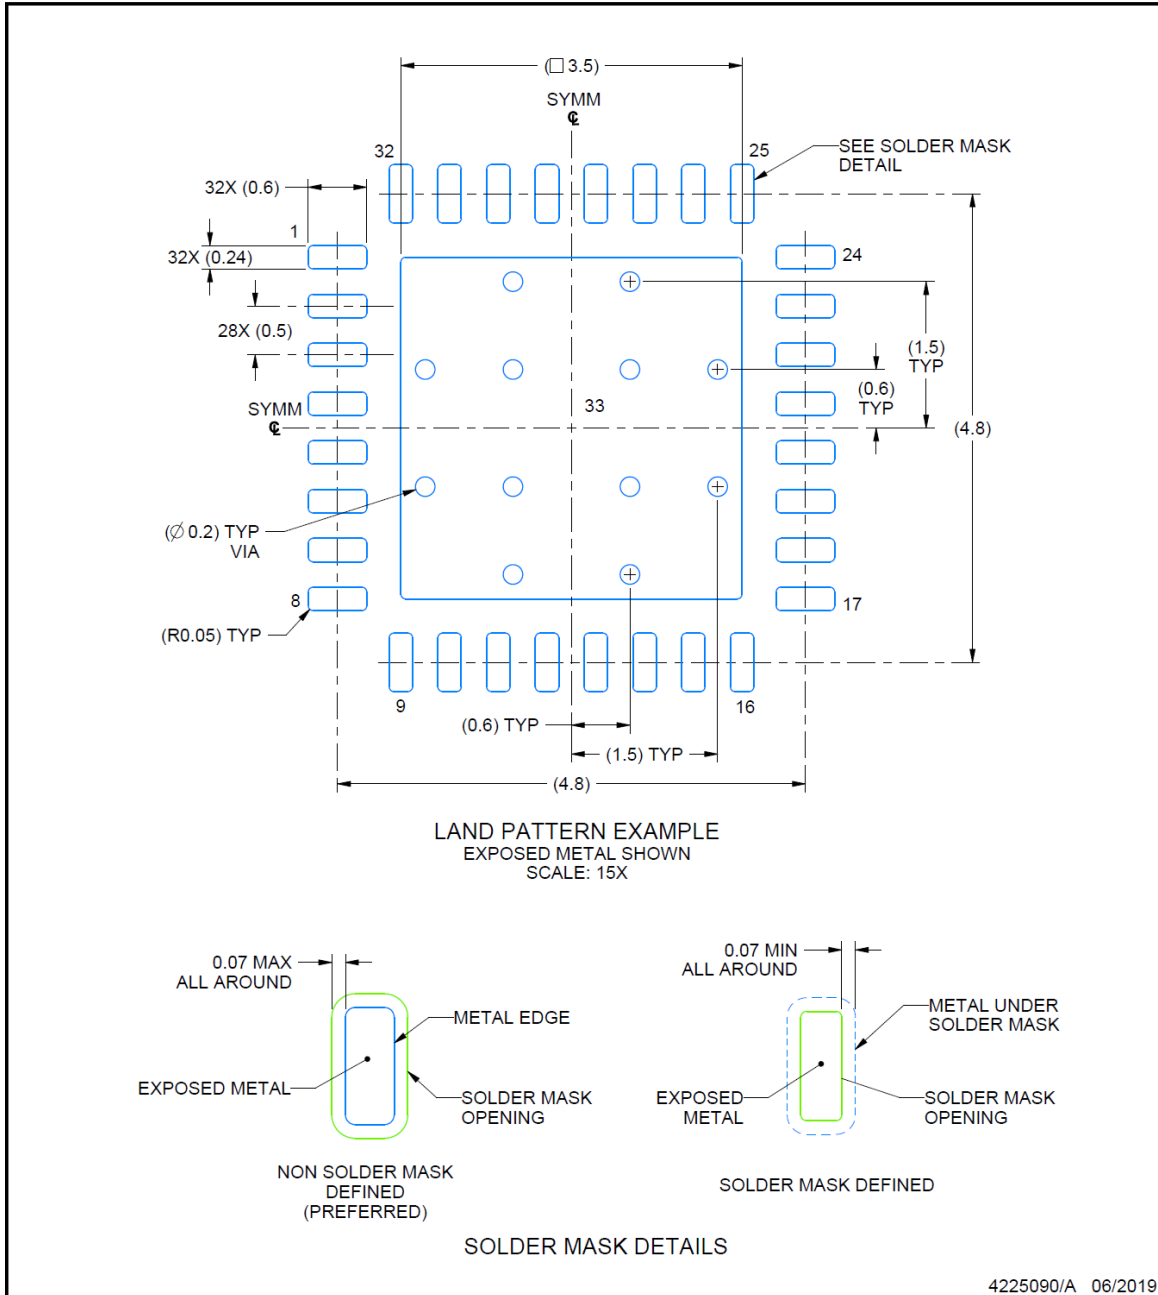 (□ 3.5)
SYMM
℄
32
25
SEE SOLDER MASK
DETAIL
32X (0.6)
1
24
32X (0.24)
28X (0.5)
(1.5)
TYP
(0.6)
TYP
SYMM
℄
33
(4.8)
(∅ 0.2) TYP
VIA
8
17
(R0.05) TYP
9
16
(0.6) TYP
(1.5) TYP
(4.8)
LAND PATTERN EXAMPLE
EXPOSED METAL SHOWN
SCALE: 15X
0.07 MAX
ALL AROUND
METAL EDGE
EXPOSED METAL
SOLDER MASK
OPENING
NON SOLDER MASK
DEFINED
(PREFERRED)
0.07 MIN
ALL AROUND
METAL UNDER
SOLDER MASK
EXPOSED
METAL
SOLDER MASK
OPENING
SOLDER MASK DEFINED
SOLDER MASK DETAILS
4225090/A 06/2019